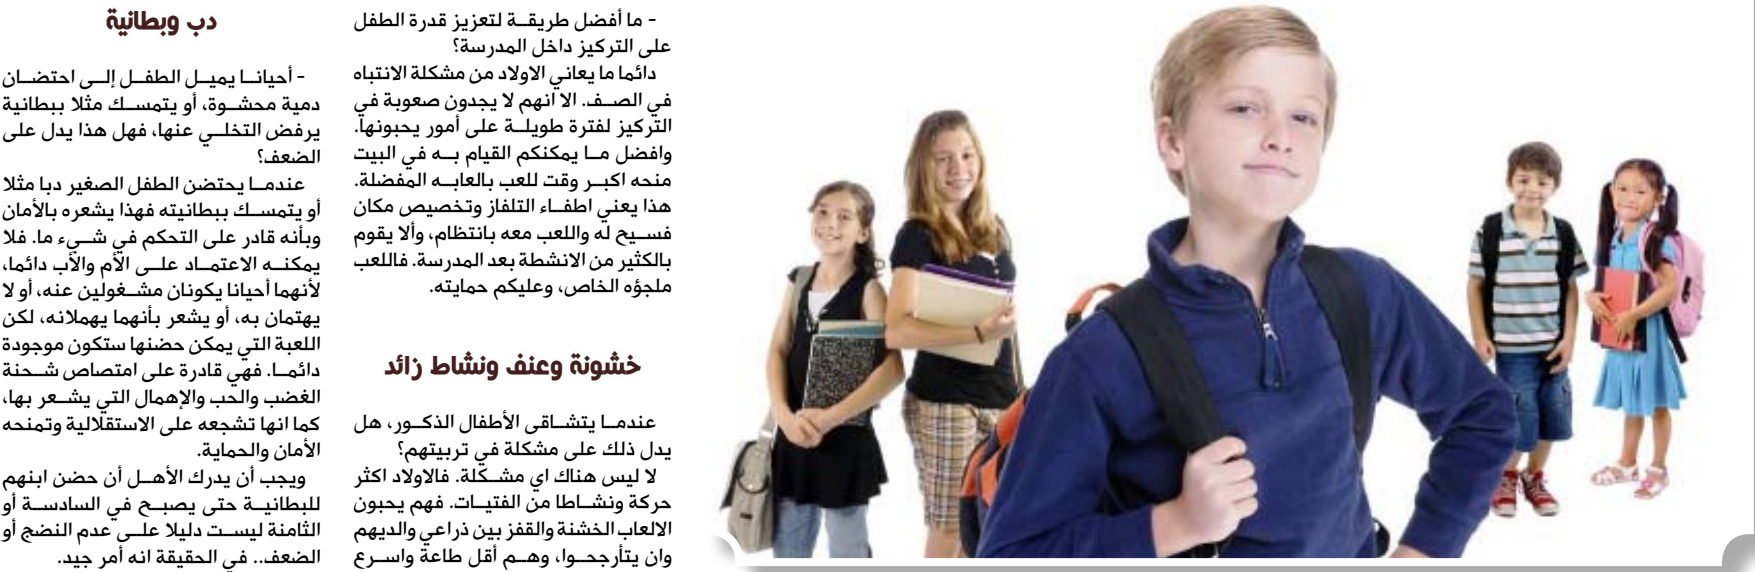 - ما أفضل طريقة لتعزيز قدرة الطفل
على التركيز داخل المدرسة؟
دائما ما يعاني الاولاد من مشكلة الانتباه
في الصف. الا انهم لا يجدون صعوبة في
التركيز لفترة طويلة على أمور يحبونها.
وافضل ما يمكنكم القيام به في البيت
منحه اكبر وقت للعب بالعابه المفضلة.
هذا يعني اطفاء التلفاز وتخصيص مكان
فسيح له واللعب معه بانتظام، وألا يقوم
بالكثير من الانشطة بعد المدرسة. فاللعب
ملجؤه الخاص، وعليكم حمايته.
خشونة وعنف ونشاط زائد
عندما يتشاقى الأطفال الذكور، هل
يدل ذلك على مشكلة في تربيتهم؟
لا ليس هناك اي مشكلة. فالاولاد اكثر
حركة ونشاطا من الفتيات. فهم يحبون
الالعاب الخشنة والقفز بين ذراعي والديهم
وان يتأرجحوا، وهم أقل طاعة واسرع
دب وبطانية
- أحيانا يميل الطفل إلى احتضان
دمية محشوة، أو يتمسك مثلا ببطانية
يرفض التخلي عنها، فهل هذا يدل على
الضعف؟
عندما يحتضن الطفل الصغير دبا مثلا
أو يتمسك ببطانيته فهذا يشعره بالأمان
وبأنه قادر على التحكم في شيء ما. فلا
يمكنه الاعتماد على الأم والأب دائما،
لأنهما أحيانا يكونان مشغولين عنه، أو لا
يهتمان به، أو يشعر بأنهما يهملانه، لكن
اللعبة التي يمكن حضنها ستكون موجودة
دائما. فهي قادرة على امتصاص شحنة
الغضب والحب والإهمال التي يشعر بها،
كما انها تشجعه على الاستقلالية وتمنحه
الأمان والحماية.
ويجب أن يدرك الأهل أن حضن ابنهم
للبطانية حتى يصبح في السادسة أو
الثامنة ليست دليلا على عدم النضج أو
الضعف.. في الحقيقة انه أمر جيد.